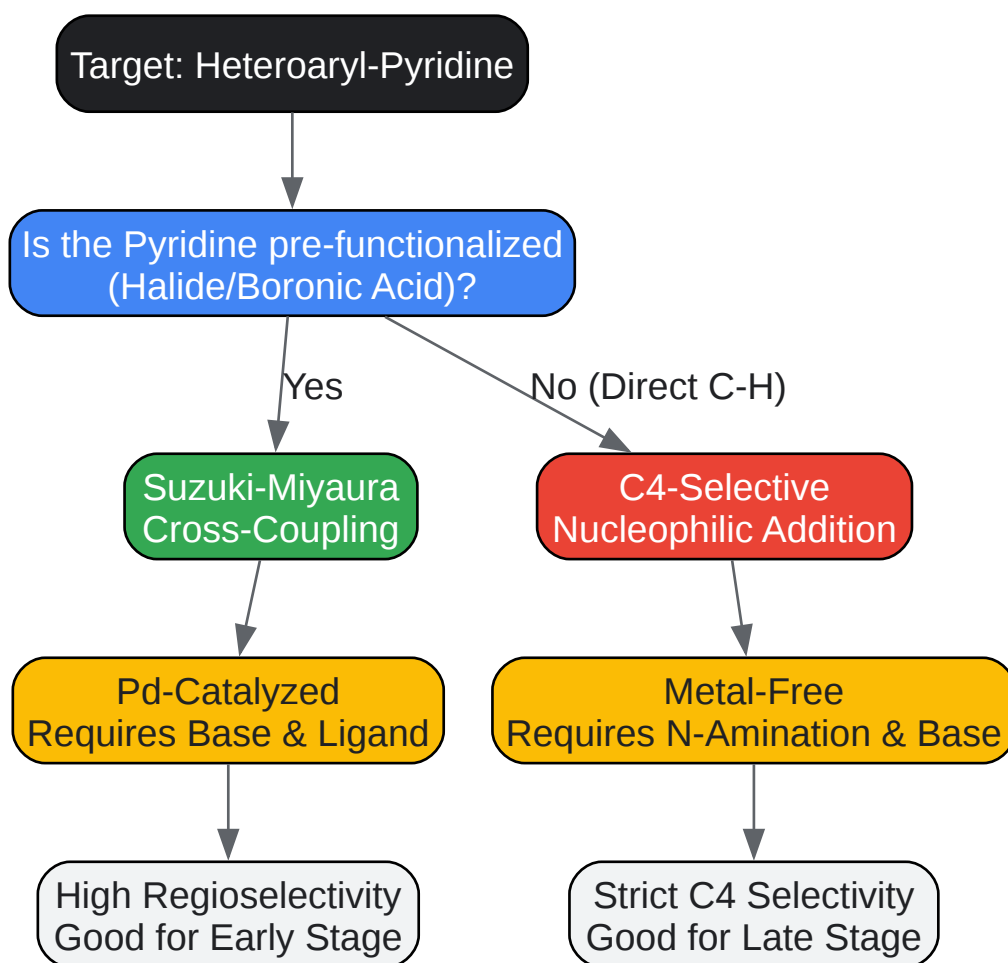 Target: Heteroaryl-Pyridine
Is the Pyridine pre-functionalized
(Halide/Boronic Acid)?
Yes
No (Direct C-H)
Suzuki-Miyaura
Cross-Coupling
C4-Selective
Nucleophilic Addition
Pd-Catalyzed
Requires Base & Ligand
Metal-Free
Requires N-Amination & Base
High Regioselectivity
Good for Early Stage
Strict C4 Selectivity
Good for Late Stage